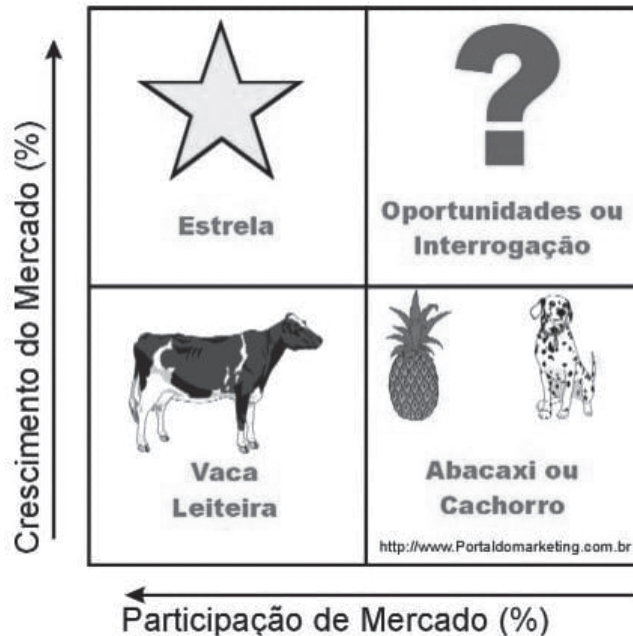 Crescimento do Mercado (%)
Estrela
?
Oportunidades ou
Interrogação
Vaca
Leiteira
Abacaxi ou
Cachorro
http://www.Portaldomarketing.com.br
Participação de Mercado (%)